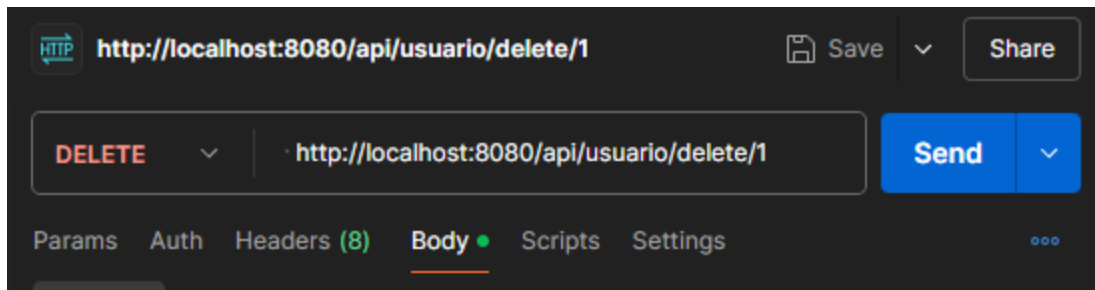 HTTP http://localhost:8080/api/usuario/delete/1 Save Share
DELETE http://localhost:8080/api/usuario/delete/1 Send
Params Auth Headers (8) Body Scripts Settings